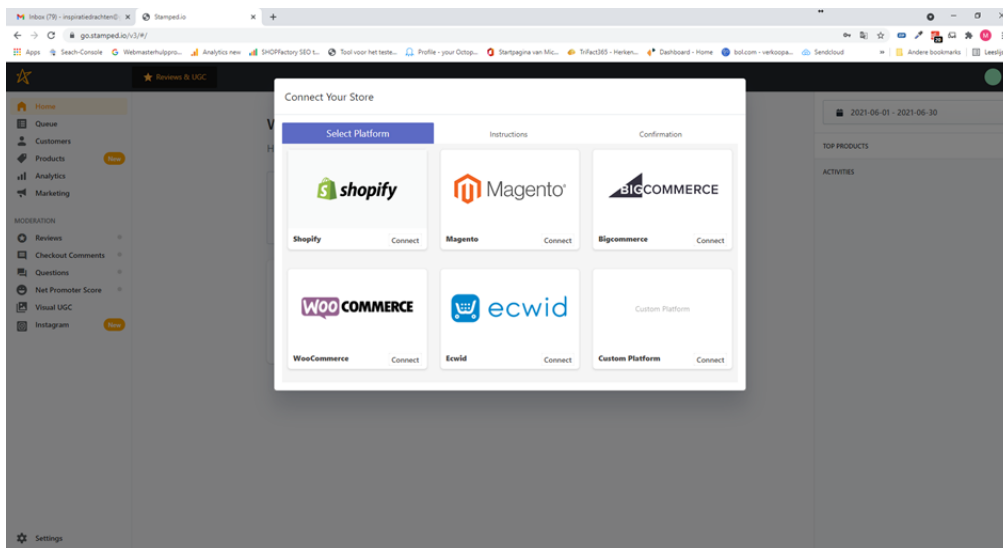 Inbox (79) - inspiratiedrachten@
Stamped.io
go.stamped.io/v3/#/
Apps
Seach-Console
Webmasterhulppro...
Analytics new
SHOPFactory SEO t...
Tool voor het teste...
Profile - your Octop...
Startpagina van Mic...
TriFact365 - Herken...
Dashboard - Home
bol.com - verkoopa...
Sendcloud
»
Andere bookmarks
Leeslij
Reviews & UGC
Home
Queue
Customers
Products
New
Analytics
Marketing
MODERATION
Reviews
Checkout Comments
Questions
Net Promoter Score
Visual UGC
Instagram
New
Settings
Connect Your Store
Select Platform
Instructions
Confirmation
shopify
Shopify
Connect
Magento
Magento
Connect
BIGCOMMERCE
Bigcommerce
Connect
WOO COMMERCE
WooCommerce
Connect
ecwid
Ecwid
Connect
Custom Platform
Custom Platform
Connect
2021-06-01 - 2021-06-30
TOP PRODUCTS
ACTIVITIES